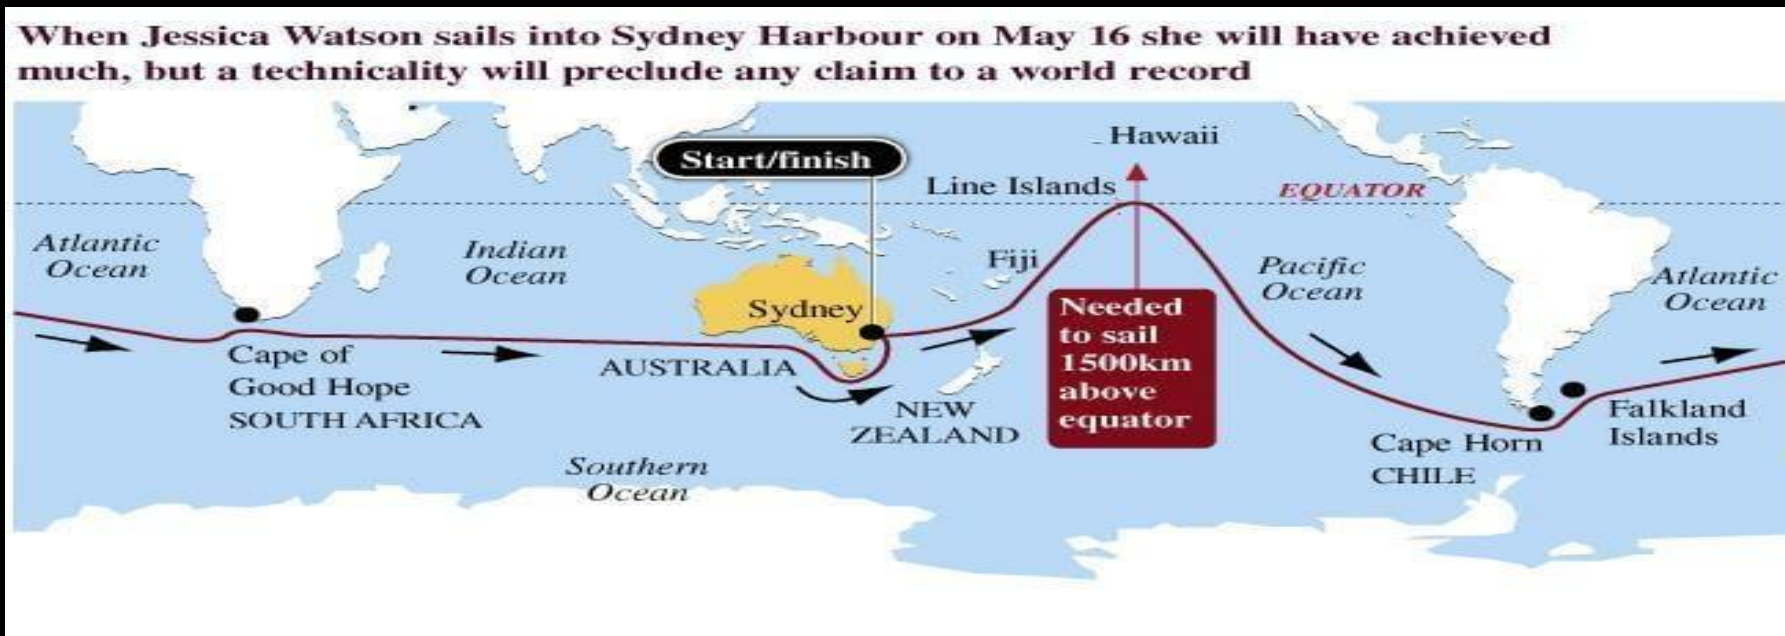 When Jessica Watson sails into Sydney Harbour on May 16 she will have achieved
much, but a technicality will preclude any claim to a world record
Hawaii
Start/finish
Line Islands
EQUATOR
Atlantic
Ocean
Indian
Ocean
Fiji
Pacific
Ocean
Atlantic
Ocean
Sydney
Needed
to sail
1500km
above
equator
Cape of
Good Hope
SOUTH AFRICA
AUSTRALIA
NEW
ZEALAND
Falkland
Islands
Cape Horn
CHILE
Southern
Ocean